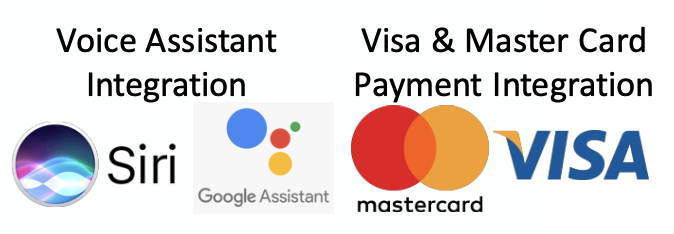 Voice Assistant
Integration
Siri
Google Assistant
Visa & Master Card
Payment Integration
mastercard
VISA